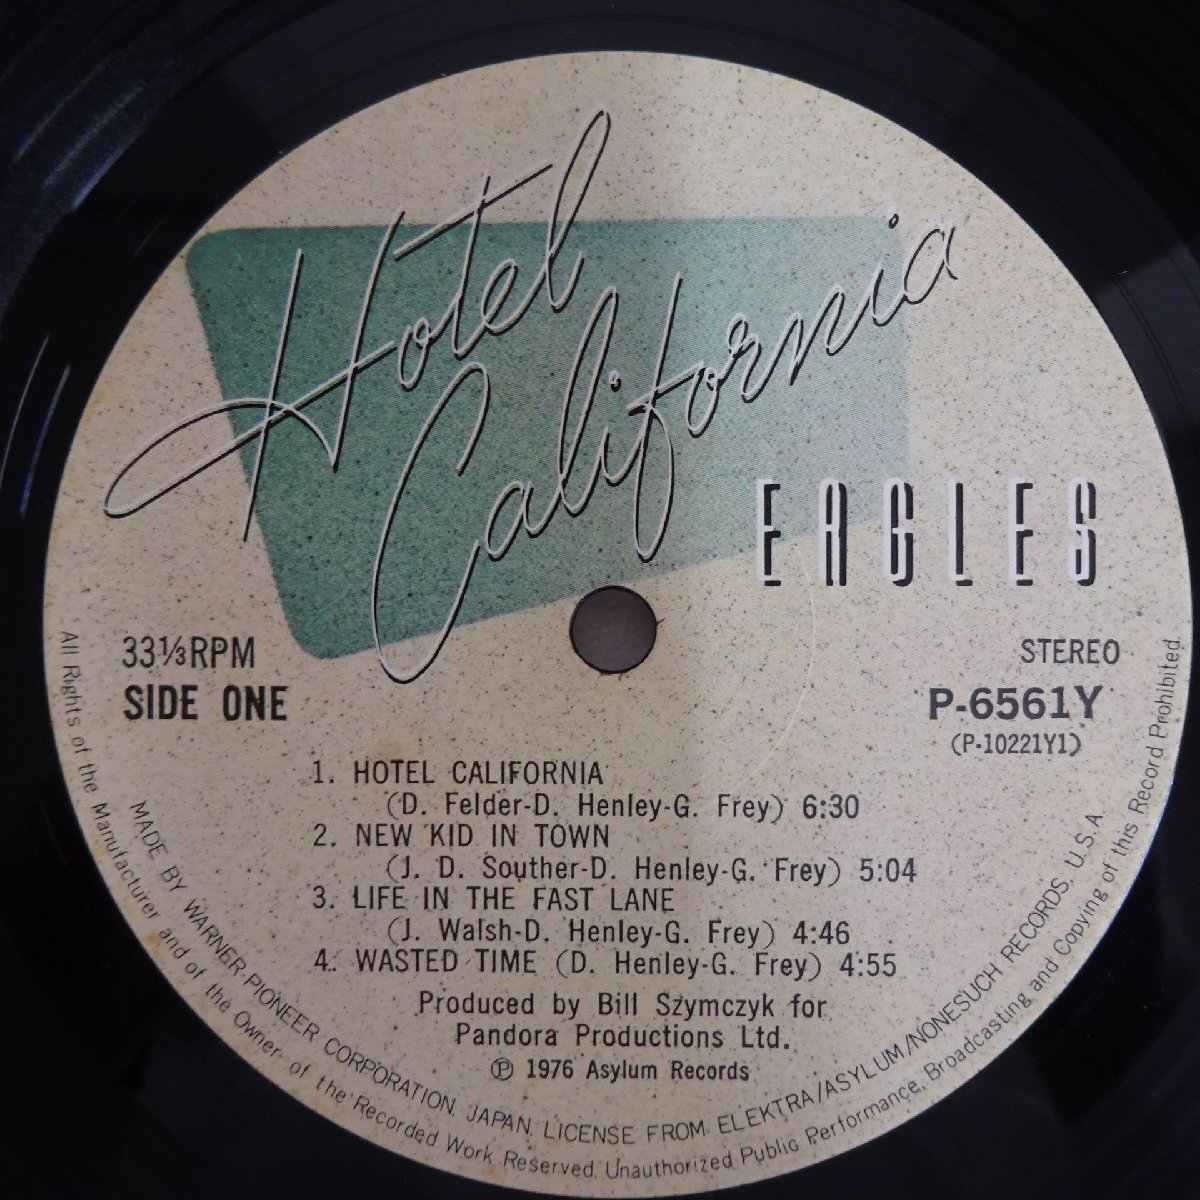 Hotel
California
EAGLES
33⅓RPM
SIDE ONE
STEREO
P-6561Y
(P-10221Y1)
1. HOTEL CALIFORNIA
(D. Felder-D. Henley-G. Frey) 6:30
2. NEW KID IN TOWN
(J. D. Souther-D. Henley-G. Frey) 5:04
3. LIFE IN THE FAST LANE
(J. Walsh-D. Henley-G. Frey) 4:46
4. WASTED TIME (D. Henley-G. Frey) 4:55
Produced by Bill Szymczyk for
Pandora Productions Ltd.
Ⓟ 1976 Asylum Records
MADE BY WARNER-PIONEER CORPORATION. JAPAN. LICENSE FROM ELEKTRA/ASYLUM/NONESUCH RECORDS. U.S.A
All Rights of the Manufacturer and of the Owner of the Recorded Work Reserved. Unauthorized Public Performance, Broadcasting and Copying of this Record Prohibited.